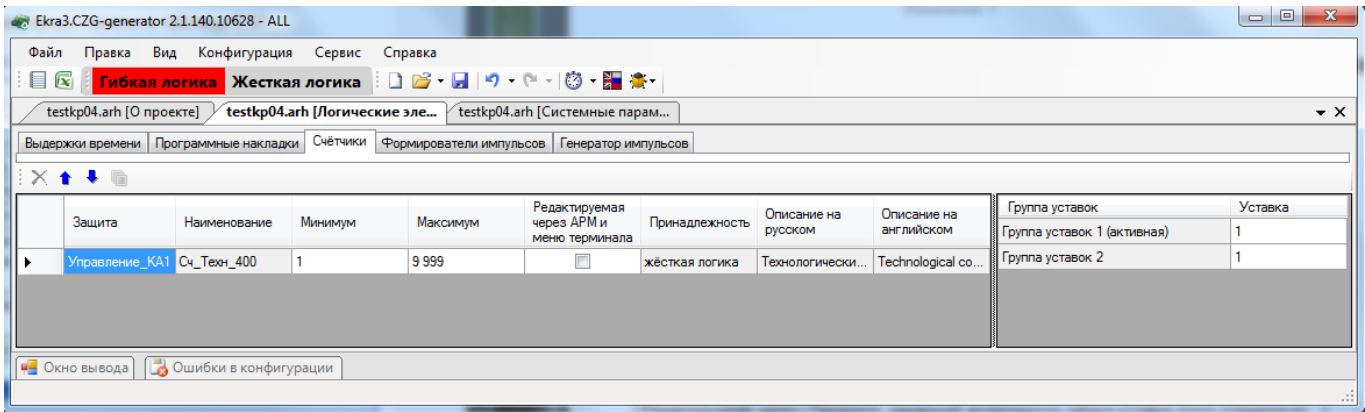 Ekra3.CZG-generator 2.1.140.10628 - ALL
Файл Правка Вид Конфигурация Сервис Справка
Гибкая логика Жесткая логика
testkp04.arh [О проекте] testkp04.arh [Логические эле... testkp04.arh [Системные парам...
Выдержки времени Программные накладки Счётчики Формирователи импульсов Генератор импульсов
Защита Наименование Минимум Максимум Редактируемая через АРМ и меню терминала Принадлежность Описание на русском Описание на английском Группа уставок Уставка
Управление_КА1 Сч_Техн_400 1 9 999 жёсткая логика Технологически... Technological co...
Группа уставок 1 (активная) 1
Группа уставок 2 1
Окно вывода Ошибки в конфигурации